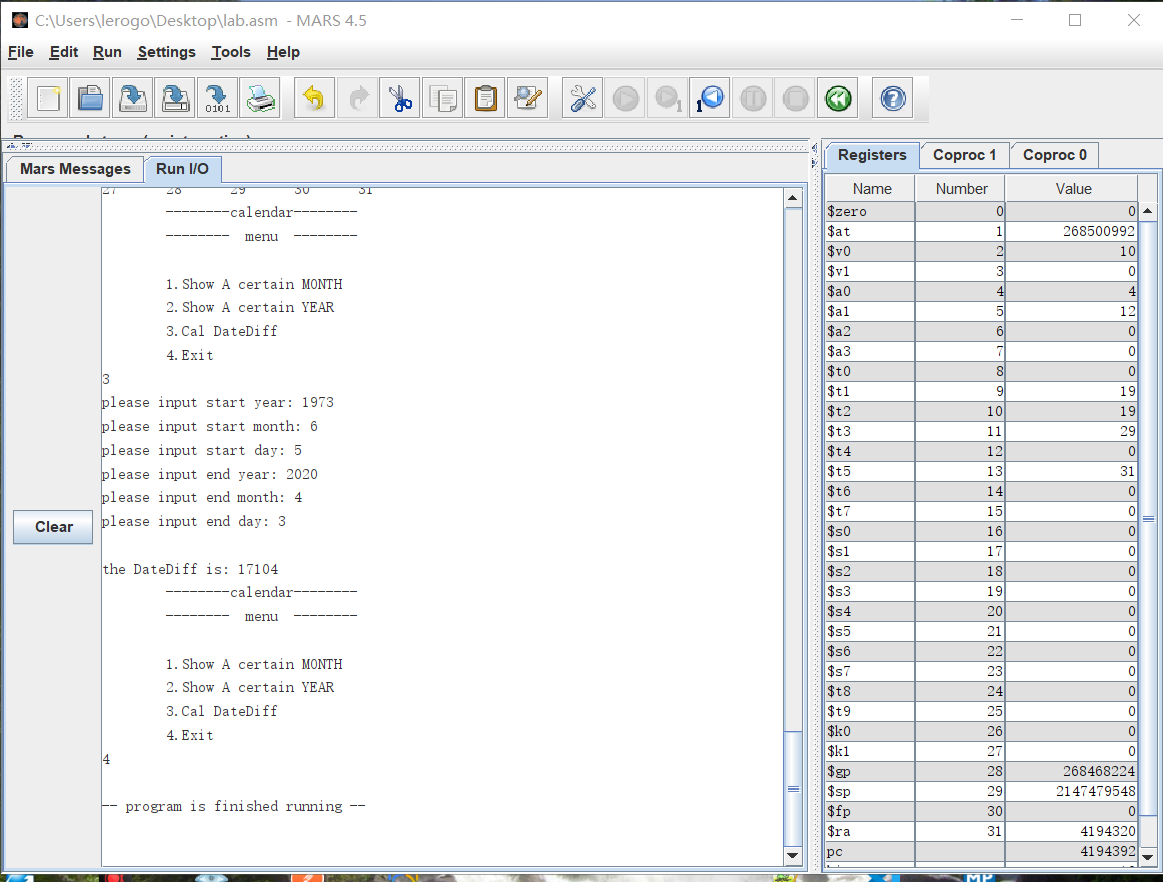 C:\Users\lerogo\Desktop\lab.asm - MARS 4.5
File Edit Run Settings Tools Help
0101
1
1
Mars Messages Run I/O
27 28 29 30 31
--------calendar--------
-------- menu --------
1.Show A certain MONTH
2.Show A certain YEAR
3.Cal DateDiff
4.Exit
3
please input start year: 1973
please input start month: 6
please input start day: 5
please input end year: 2020
please input end month: 4
please input end day: 3
the DateDiff is: 17104
--------calendar--------
-------- menu --------
1.Show A certain MONTH
2.Show A certain YEAR
3.Cal DateDiff
4.Exit
4
-- program is finished running --
Clear
Registers Coproc 1 Coproc 0
Name Number Value
$zero 0 0
$at 1 268500992
$v0 2 10
$v1 3 0
$a0 4 4
$a1 5 12
$a2 6 0
$a3 7 0
$t0 8 0
$t1 9 19
$t2 10 19
$t3 11 29
$t4 12 0
$t5 13 31
$t6 14 0
$t7 15 0
$s0 16 0
$s1 17 0
$s2 18 0
$s3 19 0
$s4 20 0
$s5 21 0
$s6 22 0
$s7 23 0
$t8 24 0
$t9 25 0
$k0 26 0
$k1 27 0
$gp 28 268468224
$sp 29 2147479548
$fp 30 0
$ra 31 4194320
pc 4194392
MP